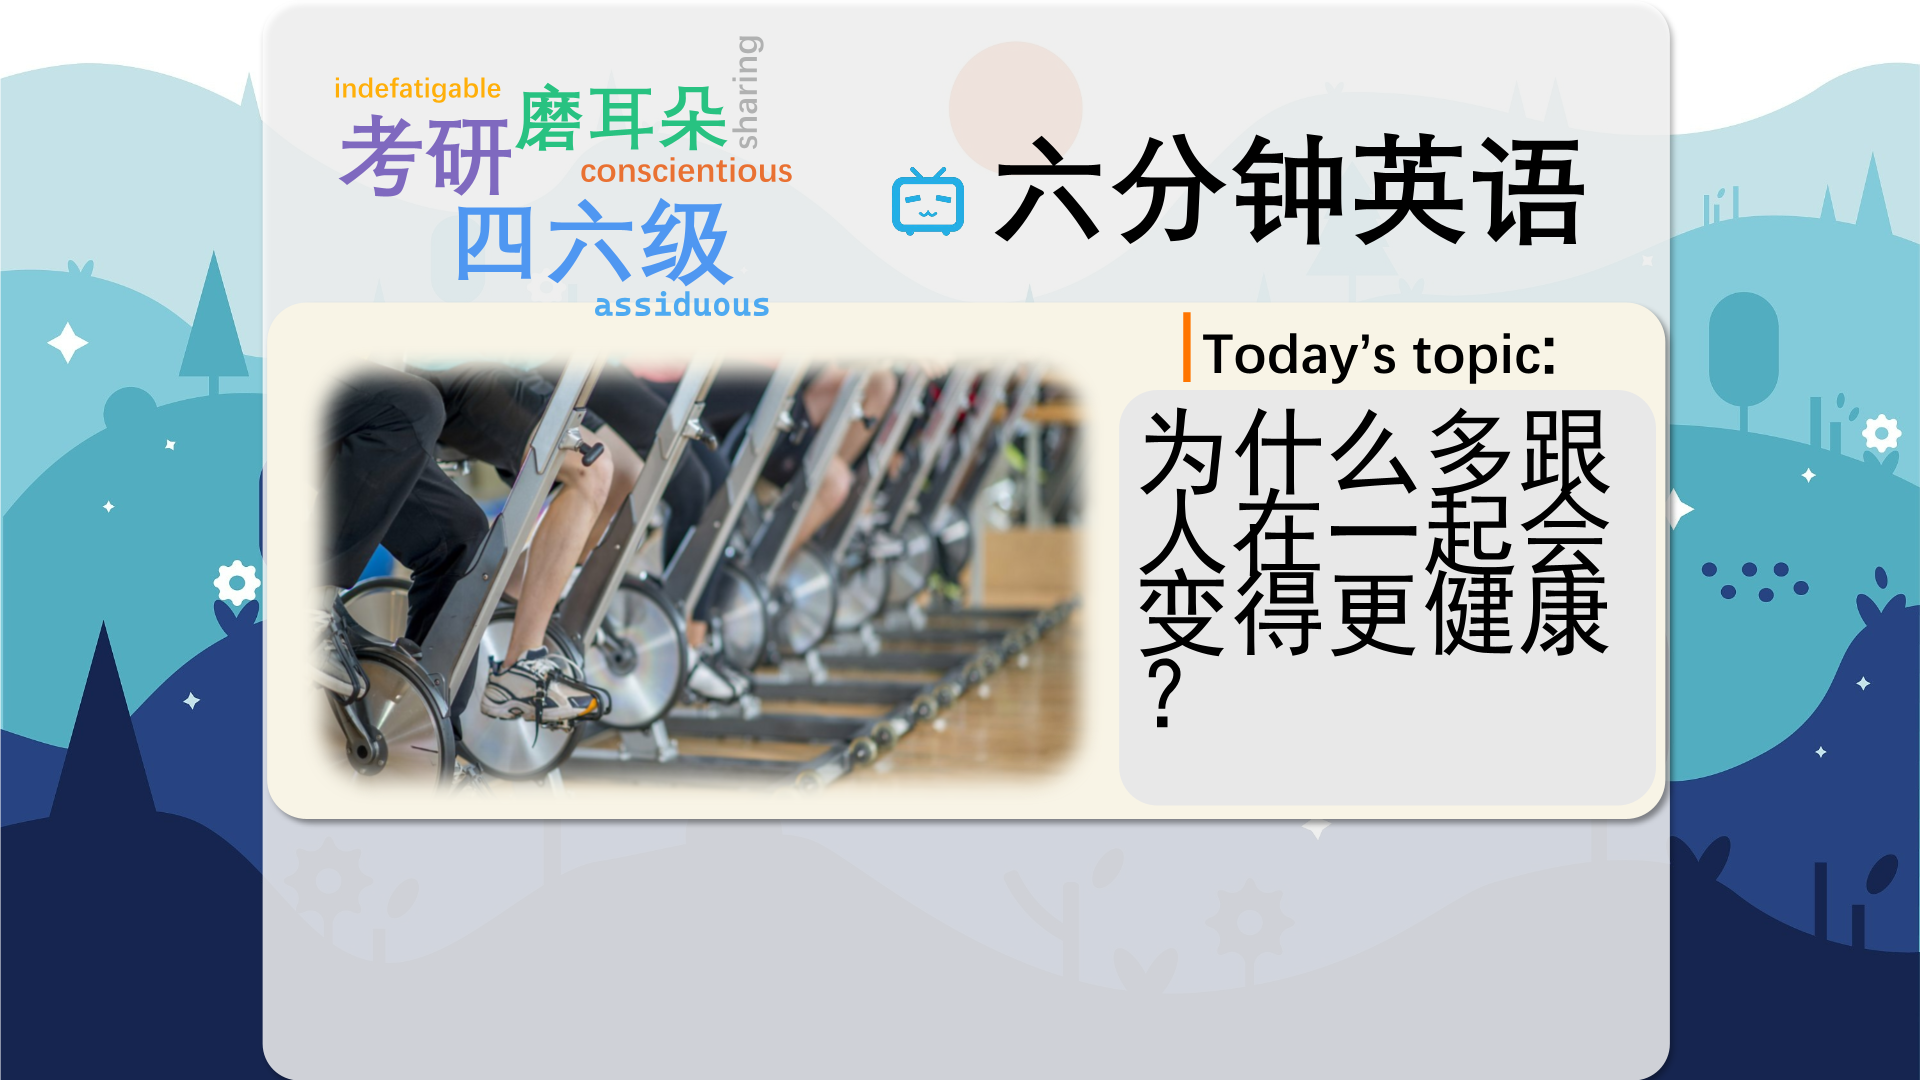 indefatigable
sharing
考研
磨耳朵
conscientious
四六级
assiduous
六分钟英语
Today’s topic:
为什么多跟
人在一起会
变得更健康
？